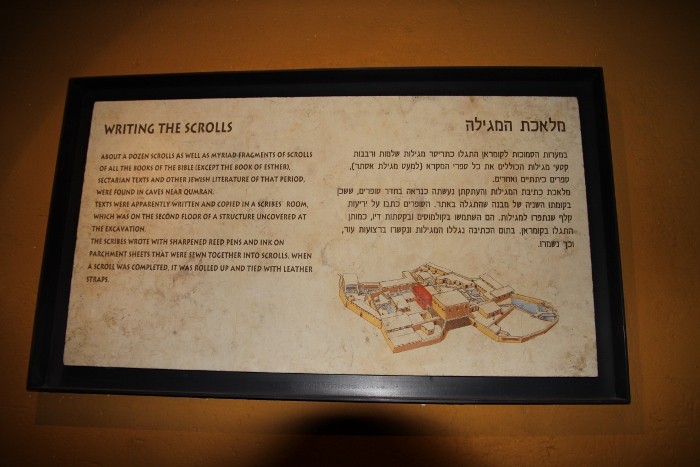 WRITING THE SCROLLS
ABOUT A DOZEN SCROLLS AS WELL AS MYRIAD FRAGMENTS OF SCROLLS
OF ALL THE BOOKS OF THE BIBLE (EXCEPT THE BOOK OF ESTHER),
SECTARIAN TEXTS AND OTHER JEWISH LITERATURE OF THAT PERIOD,
WERE FOUND IN CAVES NEAR QUMRAN.
TEXTS WERE APPARENTLY WRITTEN AND COPIED IN A SCRIBES' ROOM,
WHICH WAS ON THE SECOND FLOOR OF A STRUCTURE UNCOVERED AT
THE EXCAVATION.
THE SCRIBES WROTE WITH SHARPENED REED PENS AND INK ON
PARCHMENT SHEETS THAT WERE SEWN TOGETHER INTO SCROLLS. WHEN
A SCROLL WAS COMPLETED, IT WAS ROLLED UP AND TIED WITH LEATHER
STRAPS.
מלאכת המגילה
במערות הסמוכות לקומראן התגלו כתריסר מגילות שלמות ורבבות
קטעי מגילות הכוללים את כל ספרי המקרא (למעט מגילת אסתר),
ספרים כיתתיים ואחרים.
מלאכת כתיבת המגילות והעתקתן נעשתה כנראה בחדר סופרים, ששכן
בקומתו השניה של מבנה שהתגלה באתר. הסופרים כתבו על יריעות
קלף שנתפרו למגילות. הם השתמשו בקולמוסים ובקסתות דיו, כמותן
התגלו בקומראן. בתום הכתיבה נגללו המגילות ונקשרו ברצועות עור,
וכך נשמרו.